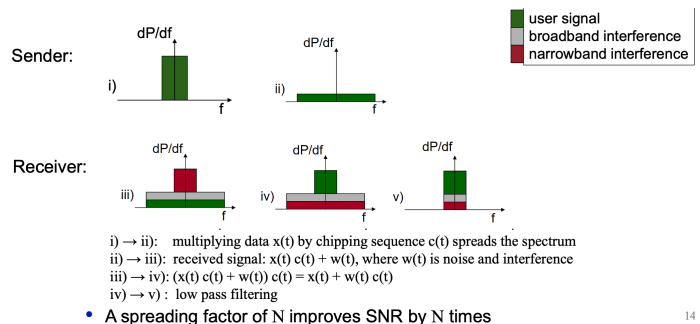 user signal
broadband interference
narrowband interference
dP/df
dP/df
Sender:
i)
ii)
f
f
dP/df
dP/df
dP/df
Receiver:
iii)
iv)
v)
f
f
f
i) → ii): multiplying data x(t) by chipping sequence c(t) spreads the spectrum
ii) → iii): received signal: x(t) c(t) + w(t), where w(t) is noise and interference
iii) → iv): (x(t) c(t) + w(t)) c(t) = x(t) + w(t) c(t)
iv) → v) : low pass filtering
• A spreading factor of N improves SNR by N times
14